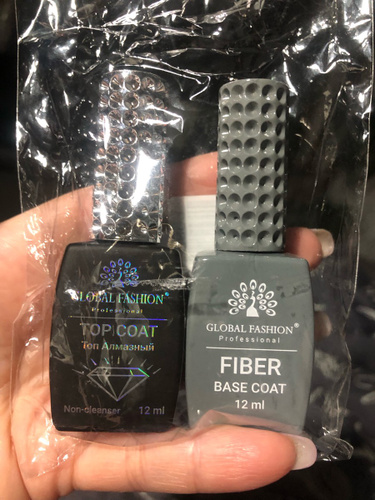 GLOBAL FASHION®
Professional
TOP COAT
Топ Алмазный
Non-cleanser 12 ml
GLOBAL FASHION®
Professional
FIBER
BASE COAT
12 ml